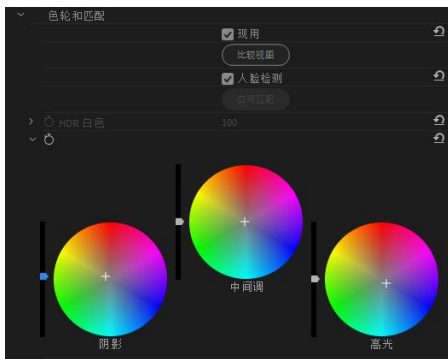 色轮和匹配
现用
比较视图
人脸检测
应用匹配
HDR 白色 100
中间调
阴影 高光